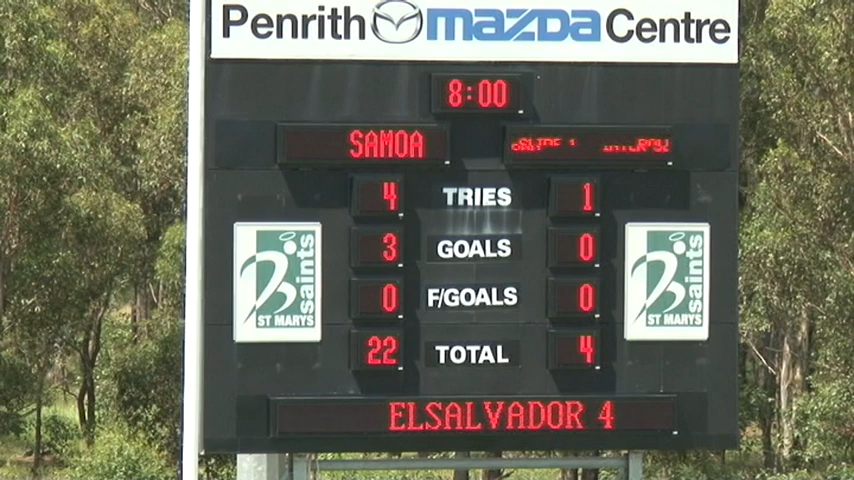 Penrith mazda Centre
8:00
SAMOA
4 TRIES 1
3 GOALS 0
0 F/GOALS 0
22 TOTAL 4
saints ST MARYS
saints ST MARYS
ELSALVADOR 4